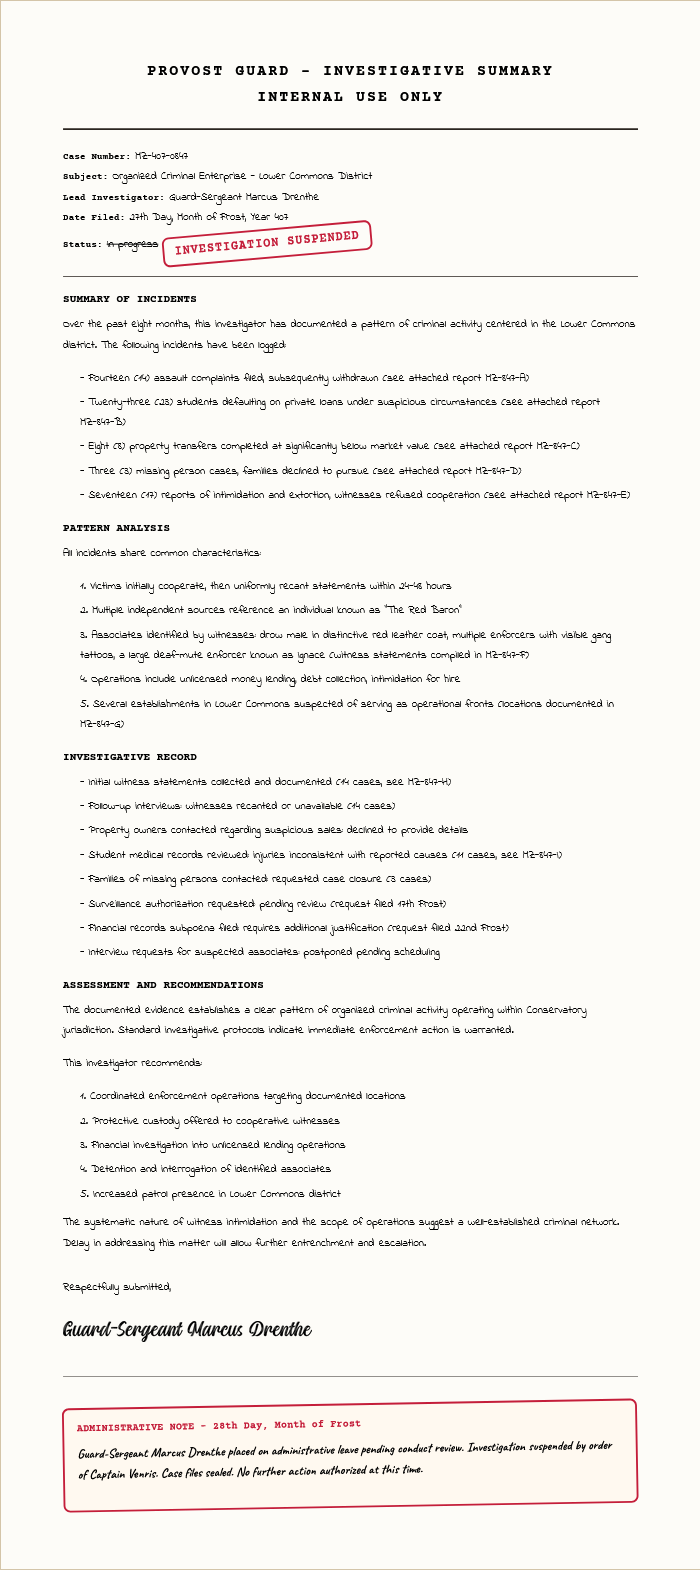 PROVOST GUARD - INVESTIGATIVE SUMMARY
INTERNAL USE ONLY
Case Number: MZ-407-0847
Subject: Organized Criminal Enterprise - Lower Commons District
Lead Investigator: Guard-Sergeant Marcus Drenthe
Date Filed: 27th Day, Month of Frost, Year 407
Status: In progress INVESTIGATION SUSPENDED
SUMMARY OF INCIDENTS
Over the past eight months, this investigator has documented a pattern of criminal activity centered in the Lower Commons
district. The following incidents have been logged:
- Fourteen (14) assault complaints filed, subsequently withdrawn (see attached report MZ-847-A)
- Twenty-three (23) students defaulting on private loans under suspicious circumstances (see attached report
MZ-847-B)
- Eight (8) property transfers completed at significantly below market value (see attached report MZ-847-C)
- Three (3) missing person cases, families declined to pursue (see attached report MZ-847-D)
- Seventeen (17) reports of intimidation and extortion, witnesses refused cooperation (see attached report MZ-847-E)
PATTERN ANALYSIS
All incidents share common characteristics:
1. Victims initially cooperate, then uniformly recant statements within 24-48 hours
2. Multiple independent sources reference an individual known as "The Red Baron"
3. Associates identified by witnesses: drow male in distinctive red leather coat, multiple enforcers with visible gang
tattoos, a large deaf-mute enforcer known as Ignace (witness statements compiled in MZ-847-F)
4. Operations include unlicensed money lending, debt collection, intimidation for hire
5. Several establishments in Lower Commons suspected of serving as operational fronts (locations documented in
MZ-847-G)
INVESTIGATIVE RECORD
- Initial witness statements collected and documented (14 cases, see MZ-847-H)
- Follow-up interviews: witnesses recanted or unavailable (14 cases)
- Property owners contacted regarding suspicious sales: declined to provide details
- Student medical records reviewed: injuries inconsistent with reported causes (11 cases, see MZ-847-I)
- Families of missing persons contacted: requested case closure (3 cases)
- Surveillance authorization requested: pending review (request filed 17th Frost)
- Financial records subpoena filed: requires additional justification (request filed 22nd Frost)
- Interview requests for suspected associates: postponed pending scheduling
ASSESSMENT AND RECOMMENDATIONS
The documented evidence establishes a clear pattern of organized criminal activity operating within Conservatory
jurisdiction. Standard investigative protocols indicate immediate enforcement action is warranted.
This investigator recommends:
1. Coordinated enforcement operations targeting documented locations
2. Protective custody offered to cooperative witnesses
3. Financial investigation into unlicensed lending operations
4. Detention and interrogation of identified associates
5. Increased patrol presence in Lower Commons district
The systematic nature of witness intimidation and the scope of operations suggest a well-established criminal network.
Delay in addressing this matter will allow further entrenchment and escalation.
Respectfully submitted,
Guard-Sergeant Marcus Drenthe
ADMINISTRATIVE NOTE - 28th Day, Month of Frost
Guard-Sergeant Marcus Drenthe placed on administrative leave pending conduct review. Investigation suspended by order
of Captain Venris. Case files sealed. No further action authorized at this time.